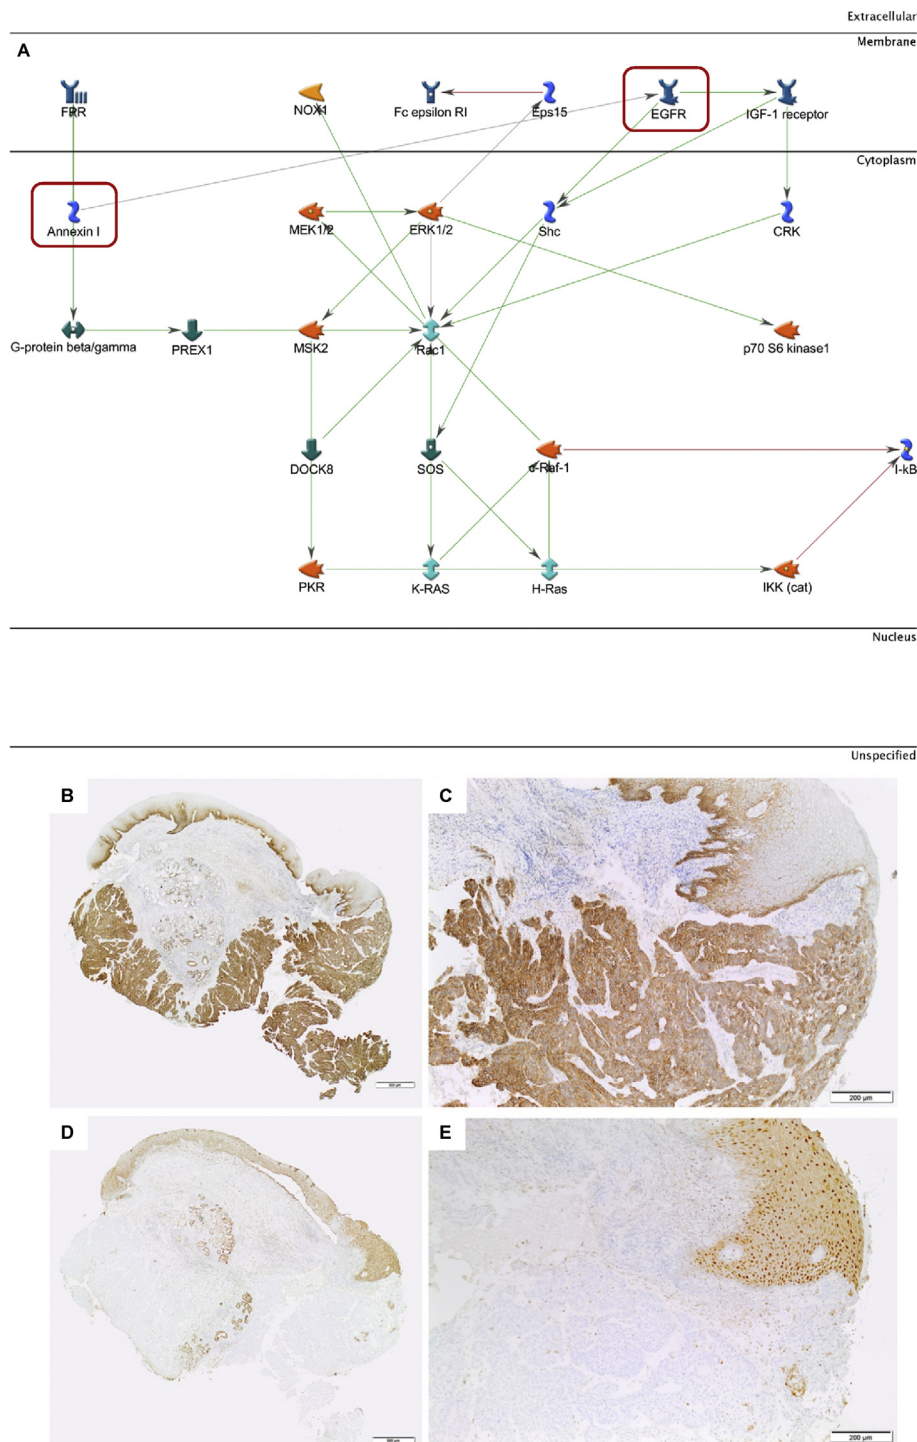 Extracellular
Membrane
A
FPR
NOX1
Fc epsilon RI
Eps15
EGFR
IGF-1 receptor
Cytoplasm
Annexin I
MEK1/2
ERK1/2
Shc
CRK
G-protein beta/gamma
PREX1
MSK2
Rac1
p70 S6 kinase1
DOCK8
SOS
c-Raf-1
I-kB
PKR
K-RAS
H-Ras
IKK (cat)
Nucleus
Unspecified
B
C
200 µm
D
E
200 µm